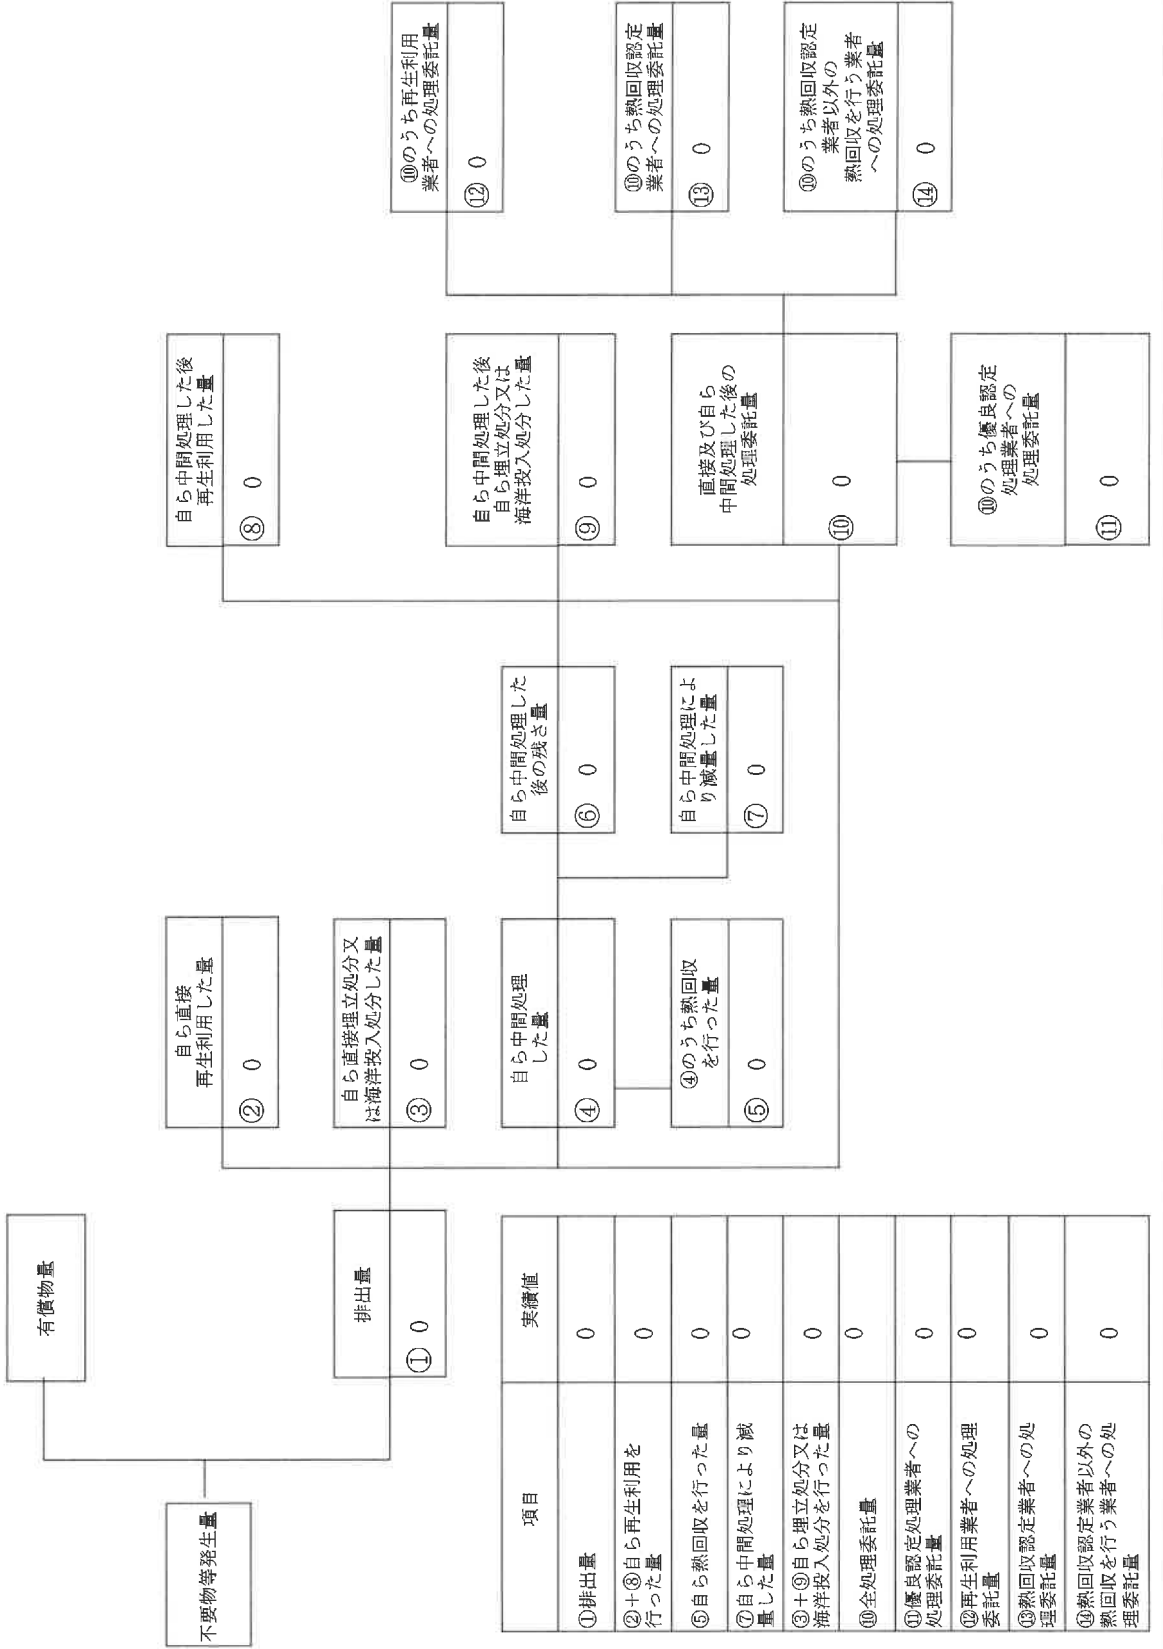 不要物等発生量
有償物量
排出量
① 0
自ら直接
再生利用した量
② 0
自ら直接埋立処分又
は海洋投入処分した量
③ 0
自ら中間処理
した量
④ 0
④のうち熱回収
を行った量
⑤ 0
自ら中間処理した
後の残さ量
⑥ 0
自ら中間処理によ
り減量した量
⑦ 0
自ら中間処理した後
再生利用した量
⑧ 0
自ら中間処理した後
自ら埋立処分又は
海洋投入処分した量
⑨ 0
直接及び自ら
中間処理した後の
処理委託量
⑩ 0
⑩のうち優良認定
処理業者への
処理委託量
⑪ 0
⑩のうち再生利用
業者への処理委託量
⑫ 0
⑩のうち熱回収認定
業者への処理委託量
⑬ 0
⑩のうち熱回収認定
業者以外の
熱回収を行う業者
への処理委託量
⑭ 0
項目 実績値
①排出量 0
②+⑧自ら再生利用を
行った量 0
⑤自ら熱回収を行った量 0
⑦自ら中間処理により減
量した量 0
③+⑨自ら埋立処分又は
海洋投入処分を行った量 0
⑩全処理委託量 0
⑪優良認定処理業者への
処理委託量 0
⑫再生利用業者への処理
委託量 0
⑬熱回収認定業者への処
理委託量 0
⑭熱回収認定業者以外の
熱回収を行う業者への処
理委託量 0